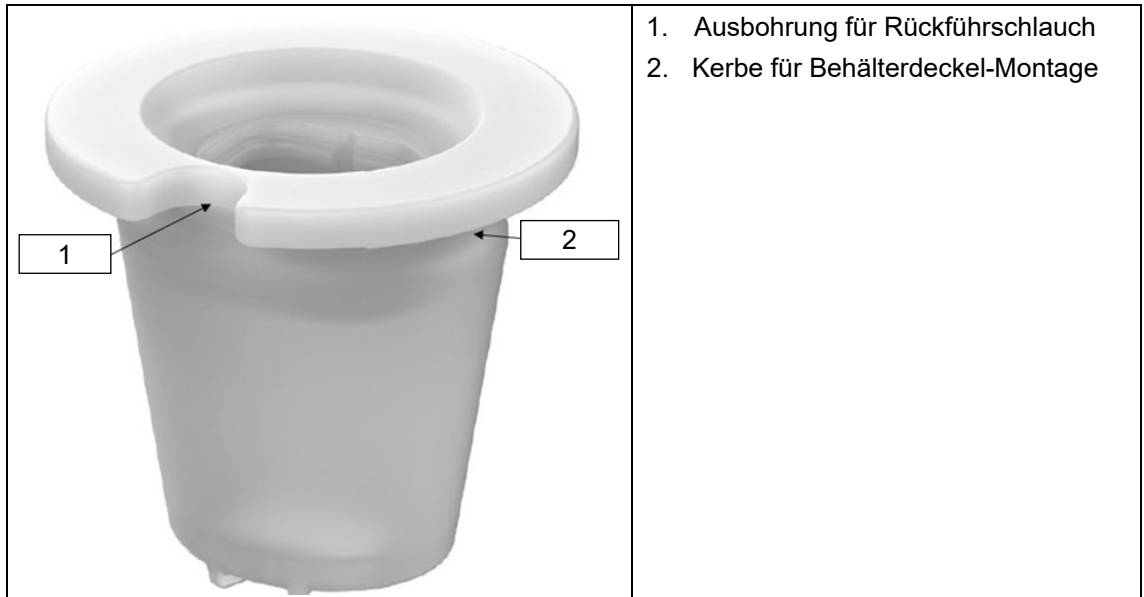 1. Ausbohrung für Rückführschlauch
2. Kerbe für Behälterdeckel-Montage
1
2